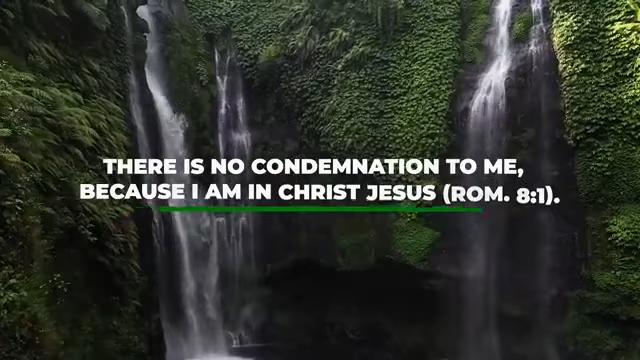 THERE IS NO CONDEMNATION TO ME,
BECAUSE I AM IN CHRIST JESUS (ROM. 8:1).